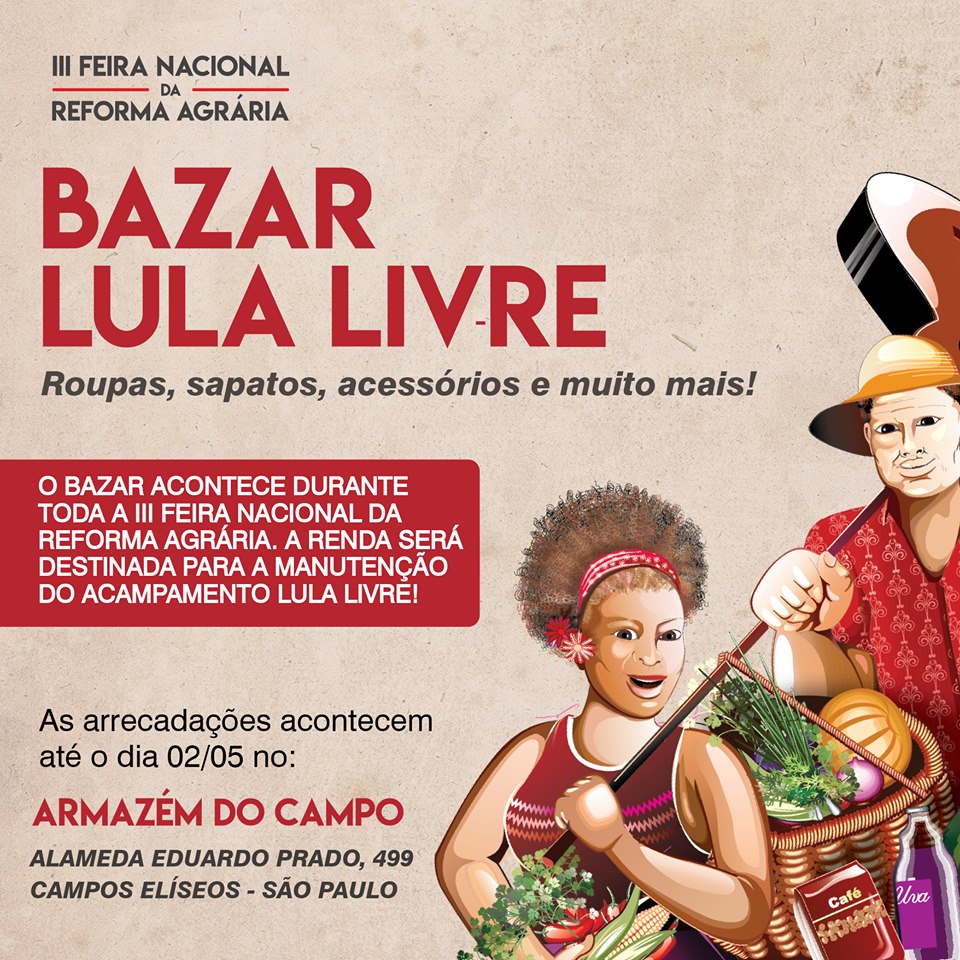 III FEIRA NACIONAL
DA
REFORMA AGRÁRIA
BAZAR
LULA LIV-RE
Roupas, sapatos, acessórios e muito mais!
O BAZAR ACONTECE DURANTE
TODA A III FEIRA NACIONAL DA
REFORMA AGRÁRIA. A RENDA SERÁ
DESTINADA PARA A MANUTENÇÃO
DO ACAMPAMENTO LULA LIVRE!
As arrecadações acontecem
até o dia 02/05 no:
ARMAZÉM DO CAMPO
ALAMEDA EDUARDO PRADO, 499
CAMPOS ELÍSEOS - SÃO PAULO
Café
Uva